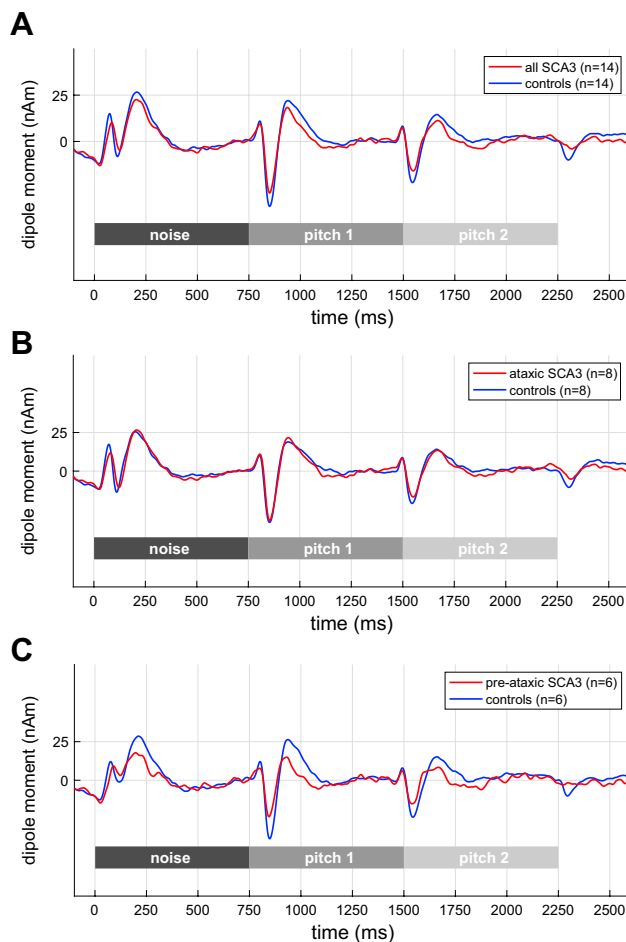 A
all SCA3 (n=14)
controls (n=14)
dipole moment (nAm)
25
0
noise pitch 1 pitch 2
0 250 500 750 1000 1250 1500 1750 2000 2250 2500
time (ms)
B
ataxic SCA3 (n=8)
controls (n=8)
dipole moment (nAm)
25
0
noise pitch 1 pitch 2
0 250 500 750 1000 1250 1500 1750 2000 2250 2500
time (ms)
C
pre-ataxic SCA3 (n=6)
controls (n=6)
dipole moment (nAm)
25
0
noise pitch 1 pitch 2
0 250 500 750 1000 1250 1500 1750 2000 2250 2500
time (ms)